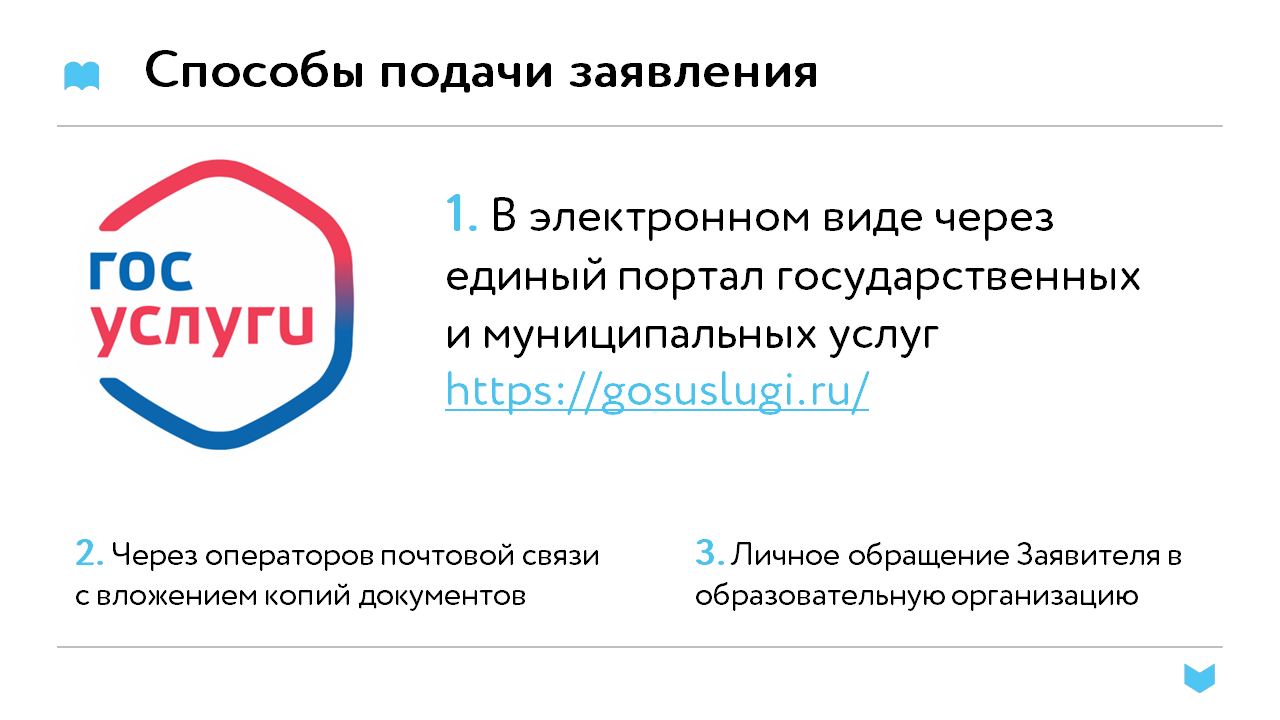 Способы подачи заявления
гос
услуги
1. В электронном виде через
единый портал государственных
и муниципальных услуг
https://gosuslugi.ru/
2. Через операторов почтовой связи
с вложением копий документов
3. Личное обращение Заявителя в
образовательную организацию